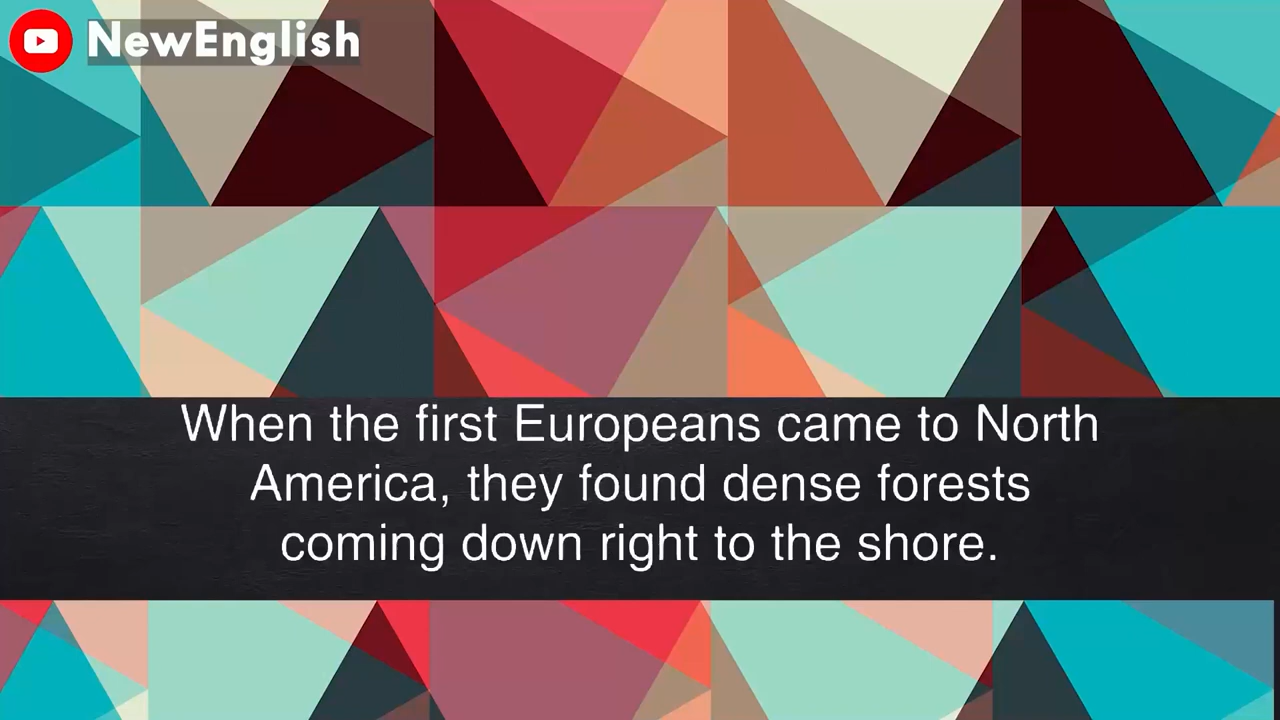 NewEnglish
When the first Europeans came to North
America, they found dense forests
coming down right to the shore.